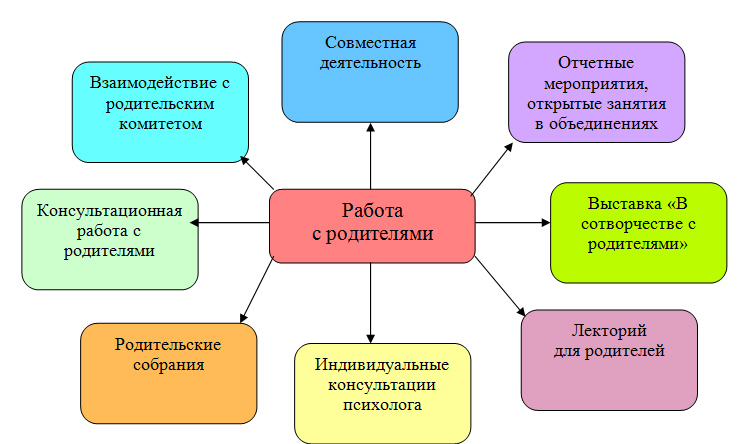 Совместная
деятельность
Отчетные
мероприятия,
открытые занятия
в объединениях
Взаимодействие с
родительским
комитетом
Консультационная
работа с
родителями
Работа
с родителями
Выставка «В
сотворчестве с
родителями»
Родительские
собрания
Индивидуальные
консультации
психолога
Лекторий
для родителей